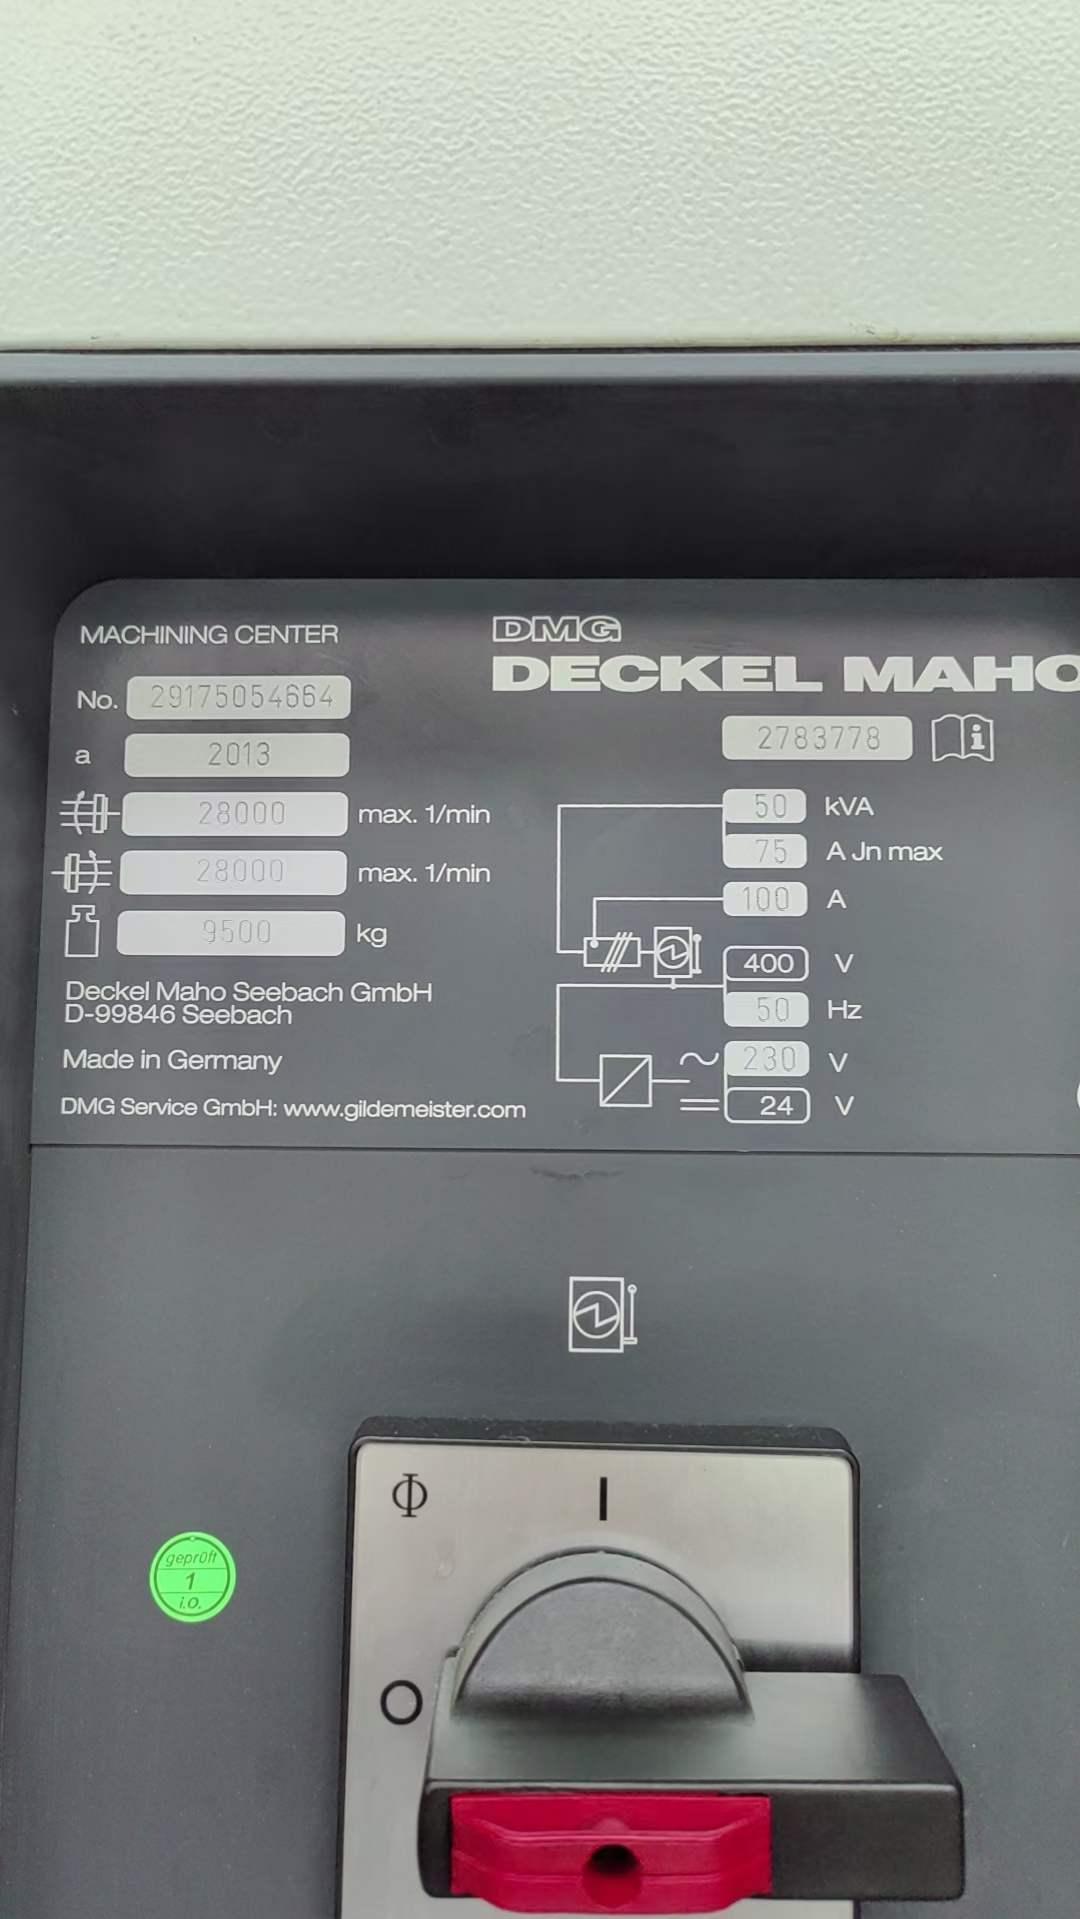 MACHINING CENTER
No. 29175054664
a 2013
28000 max. 1/min
28000 max. 1/min
9500 kg
Deckel Maho Seebach GmbH
D-99846 Seebach
Made in Germany
DMG Service GmbH: www.gildemeister.com
DMG
DECKEL MAHO
2783778
50 kVA
75 A Jn max
100 A
400 V
50 Hz
~ 230 V
24 V
I
O
geprüft
1
i.O.